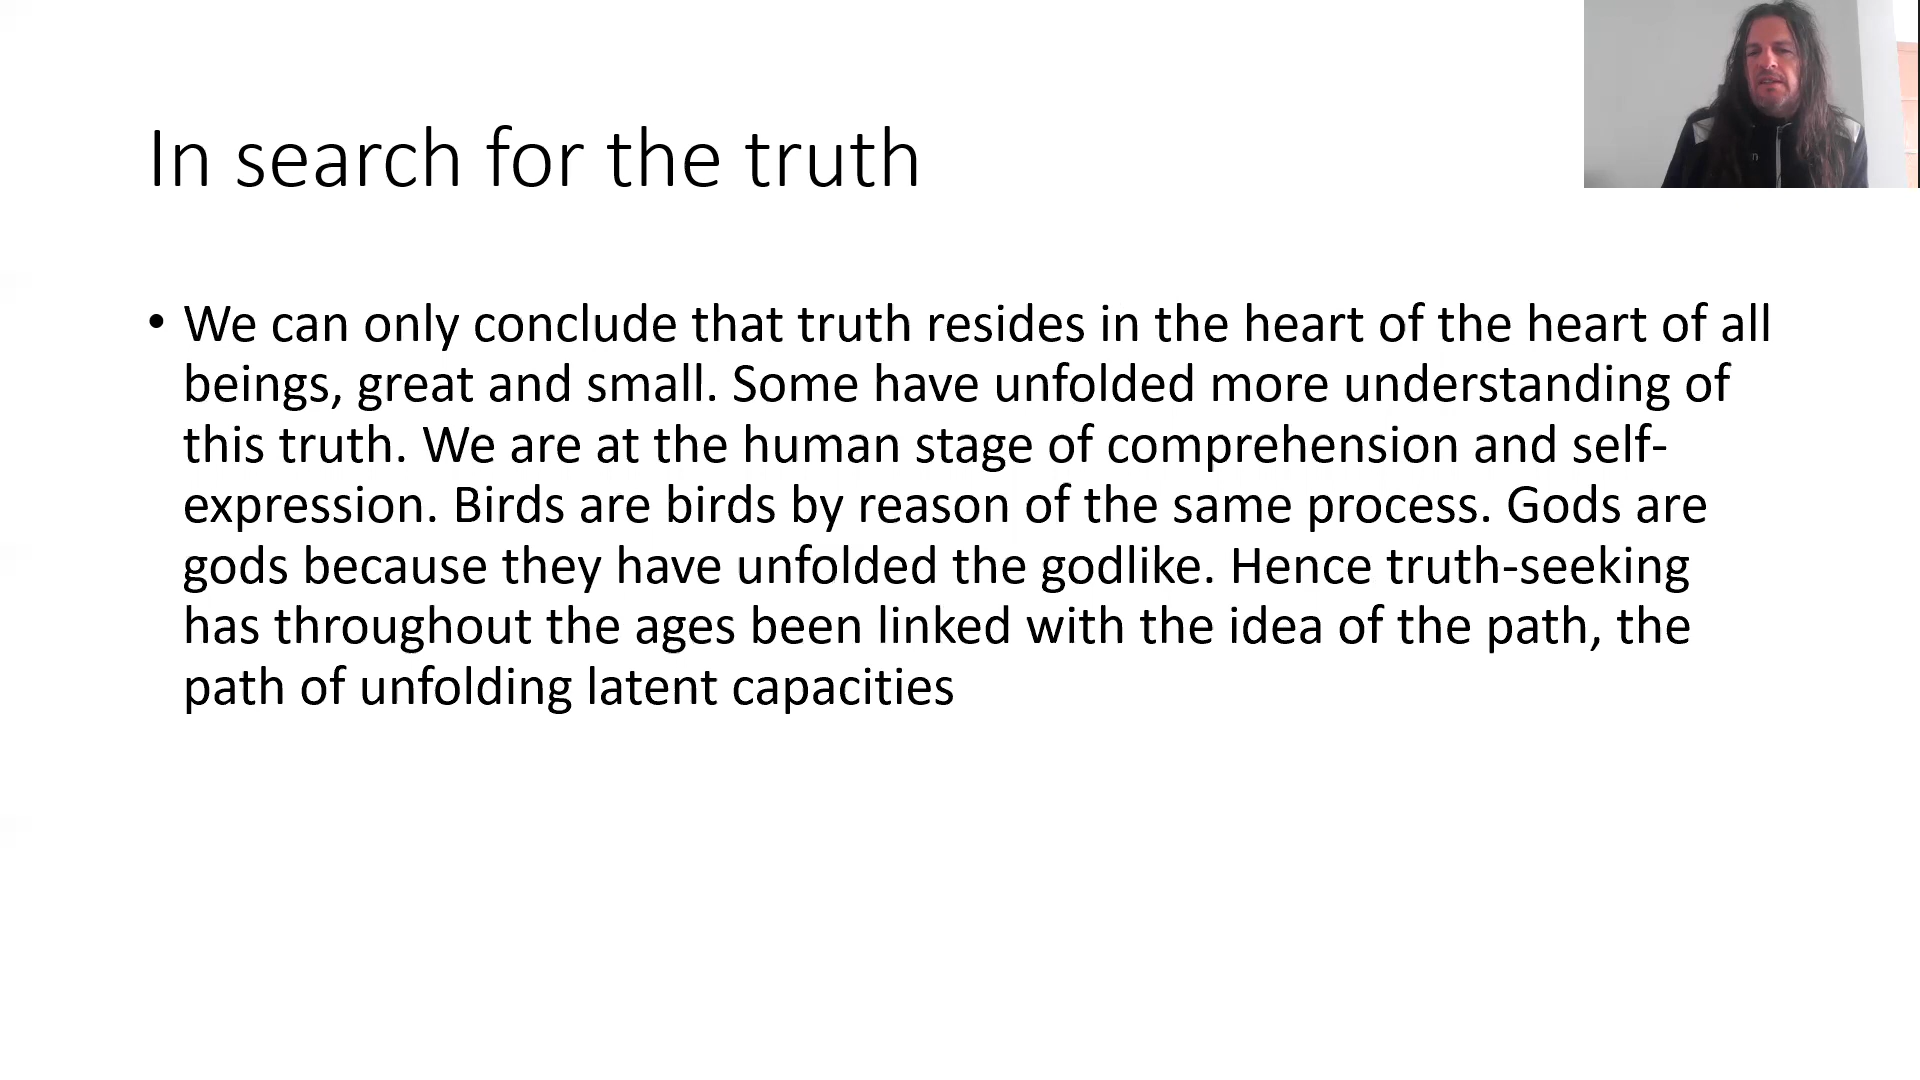 In search for the truth
• We can only conclude that truth resides in the heart of the heart of all
beings, great and small. Some have unfolded more understanding of
this truth. We are at the human stage of comprehension and self-
expression. Birds are birds by reason of the same process. Gods are
gods because they have unfolded the godlike. Hence truth-seeking
has throughout the ages been linked with the idea of the path, the
path of unfolding latent capacities